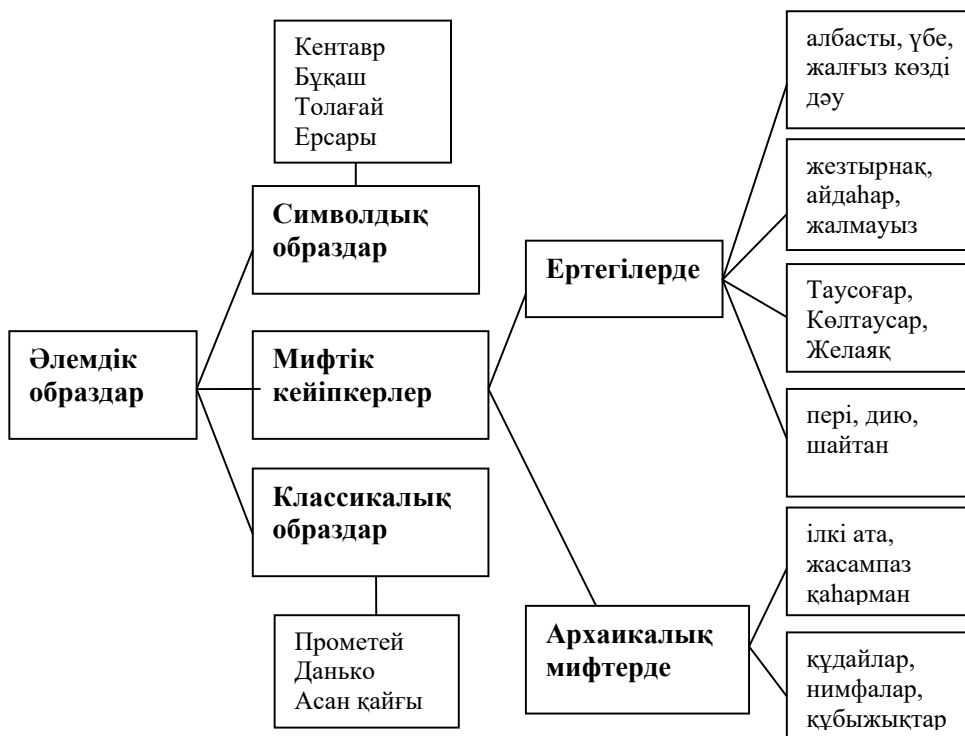 Кентавр
Бұқаш
Толағай
Ерсары
Символдық
образдар
Әлемдік
образдар
Мифтік
кейіпкерлер
Классикалық
образдар
Прометей
Данько
Асан қайғы
Ертегілерде
Архаикалық
мифтерде
албасты, үбе,
жалғыз көзді
дәу
жезтырнақ,
айдаһар,
жалмауыз
Таусоғар,
Көлтаусар,
Желаяқ
пері, дию,
шайтан
ілкі ата,
жасампаз
қаһарман
құдайлар,
нимфалар,
құбыжықтар